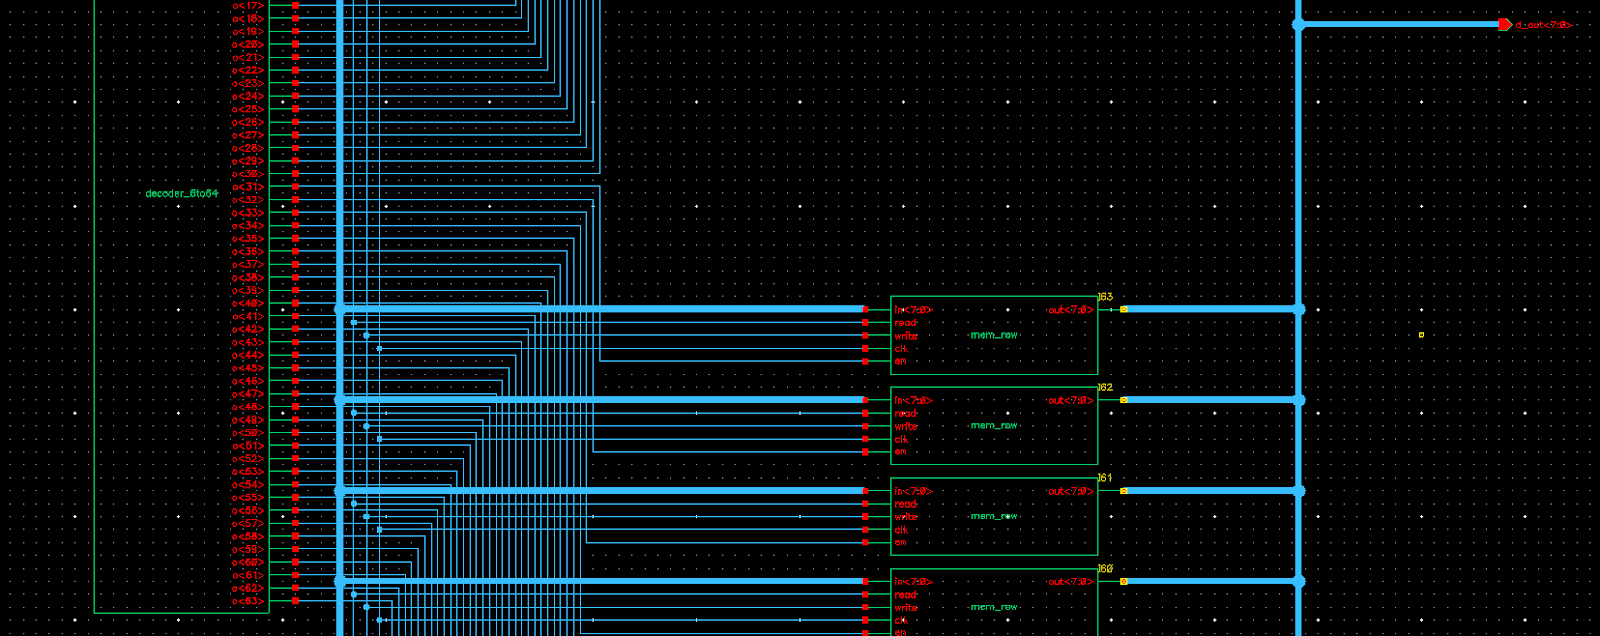 o<17>
o<18>
o<19>
o<20>
o<21>
o<22>
o<23>
o<24>
o<25>
o<26>
o<27>
o<28>
o<29>
o<30>
o<31>
o<32>
o<33>
o<34>
o<35>
o<36>
o<37>
o<38>
o<39>
o<40>
o<41>
o<42>
o<43>
o<44>
o<45>
o<46>
o<47>
o<48>
o<49>
o<50>
o<51>
o<52>
o<53>
o<54>
o<55>
o<56>
o<57>
o<58>
o<59>
o<60>
o<61>
o<62>
o<63>
decoder_6to64
d_out<7:0>
I63
in<7:0> out<7:0>
read
write mem_row
clk
en
I62
in<7:0> out<7:0>
read
write mem_row
clk
en
I61
in<7:0> out<7:0>
read
write mem_row
clk
en
I60
in<7:0> out<7:0>
read
write mem_row
clk
en